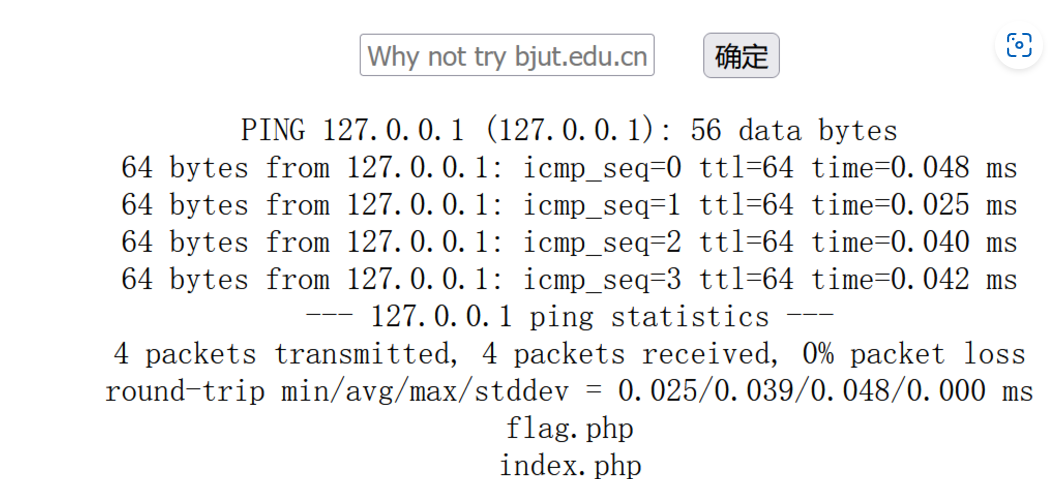 Why not try bjut.edu.cn 确定
PING 127.0.0.1 (127.0.0.1): 56 data bytes
64 bytes from 127.0.0.1: icmp_seq=0 ttl=64 time=0.048 ms
64 bytes from 127.0.0.1: icmp_seq=1 ttl=64 time=0.025 ms
64 bytes from 127.0.0.1: icmp_seq=2 ttl=64 time=0.040 ms
64 bytes from 127.0.0.1: icmp_seq=3 ttl=64 time=0.042 ms
--- 127.0.0.1 ping statistics ---
4 packets transmitted, 4 packets received, 0% packet loss
round-trip min/avg/max/stddev = 0.025/0.039/0.048/0.000 ms
flag.php
index.php